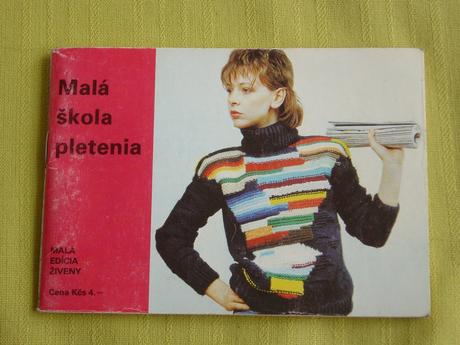 Malá
škola
pletenia
MALÁ
EDÍCIA
ŽIVENY
Cena Kčs 4.—